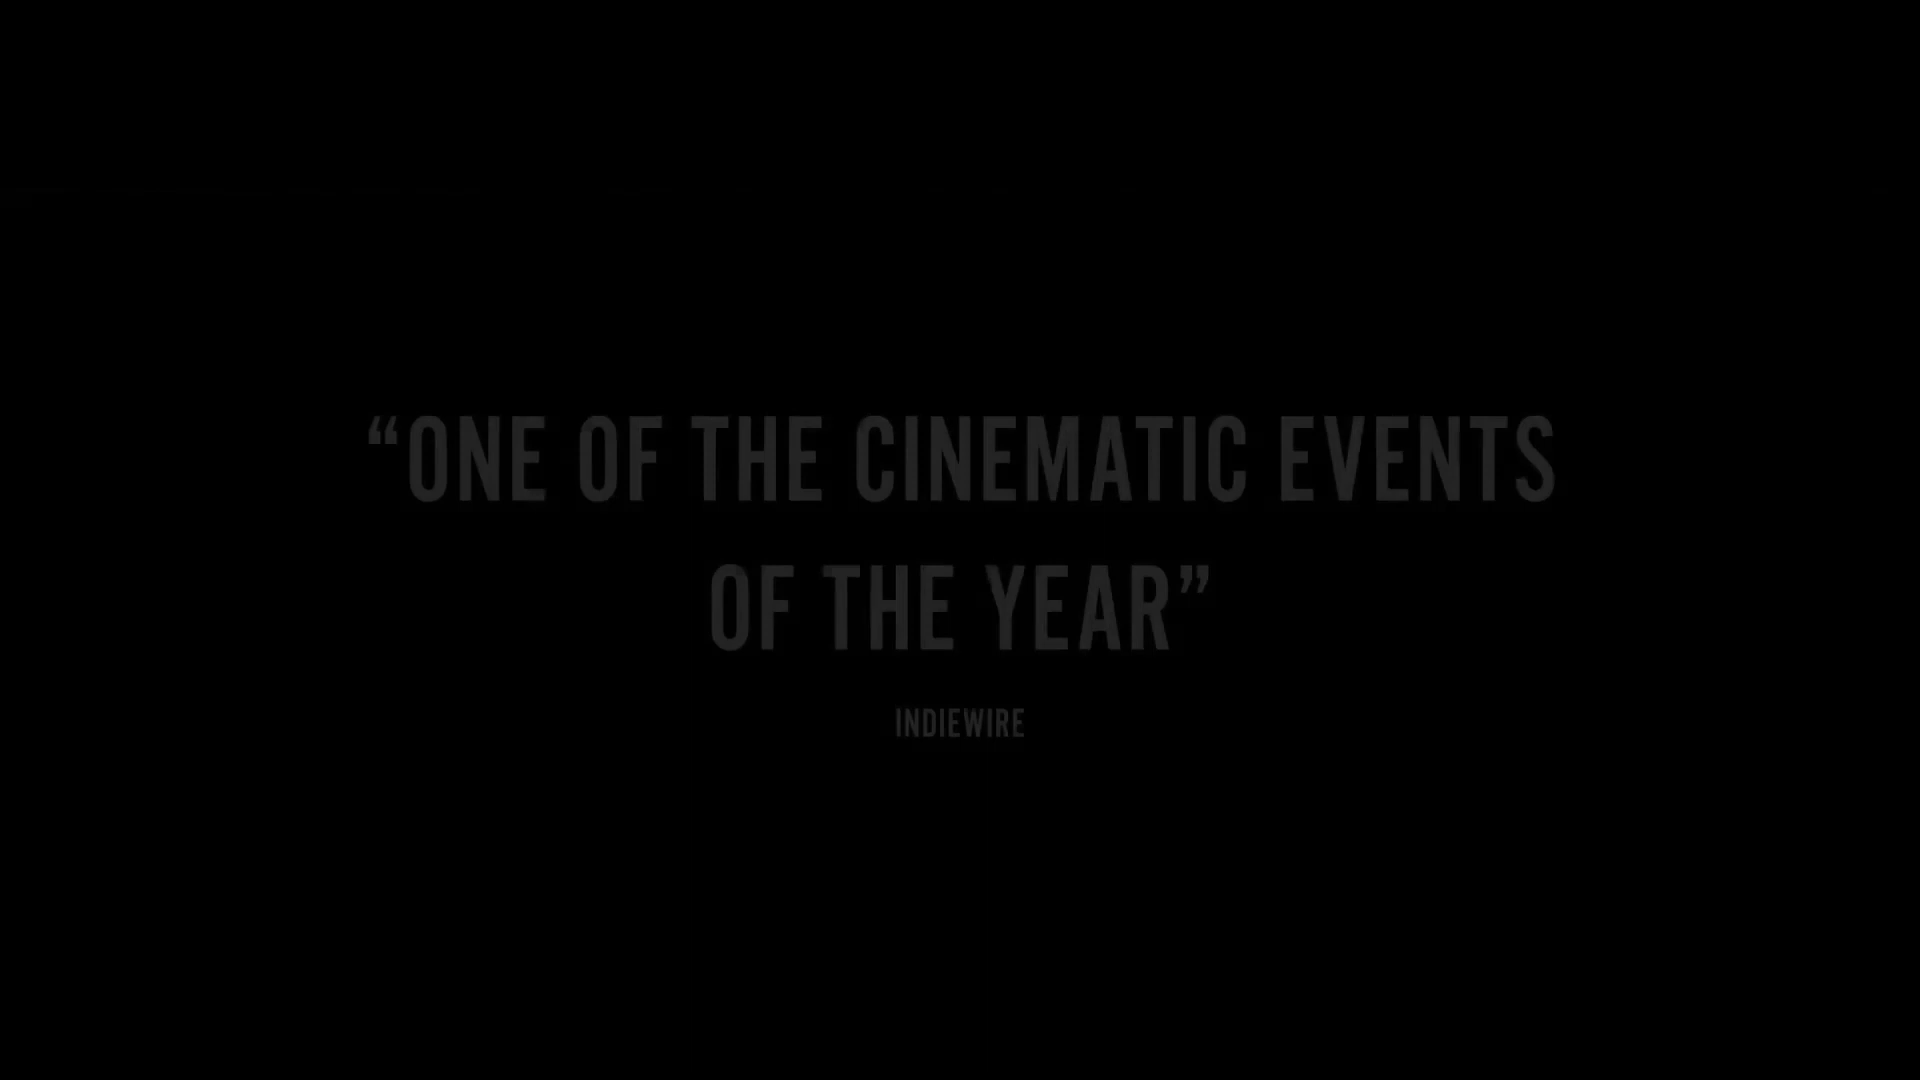 “ONE OF THE CINEMATIC EVENTS
OF THE YEAR”
INDIEWIRE